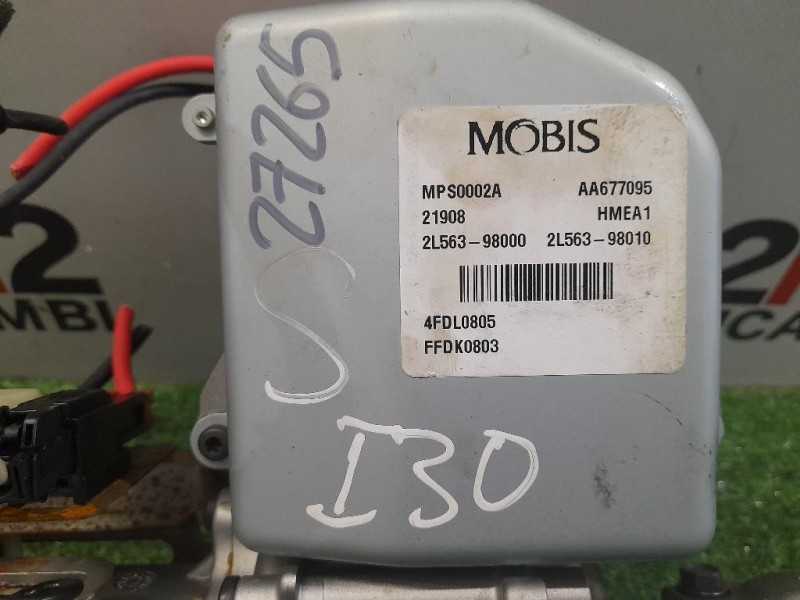 27265
MOBIS
MPS0002A AA677095
21908 HMEA1
2L563-98000 2L563-98010
4FDL0805
FFDK0803
S
I30